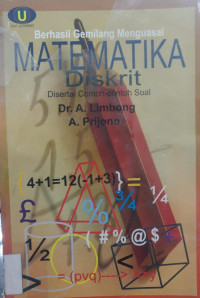 U
Berhasil Gemilang Menguasai
MATEMATIKA
Diskrit
Disertai Contoh-contoh Soal
Dr. A. Limbong
A. Prijono
{4+1=12(-1+3)}=
£ % ¾ ¼
½ ( # % @ $ €
= (pvq)--->